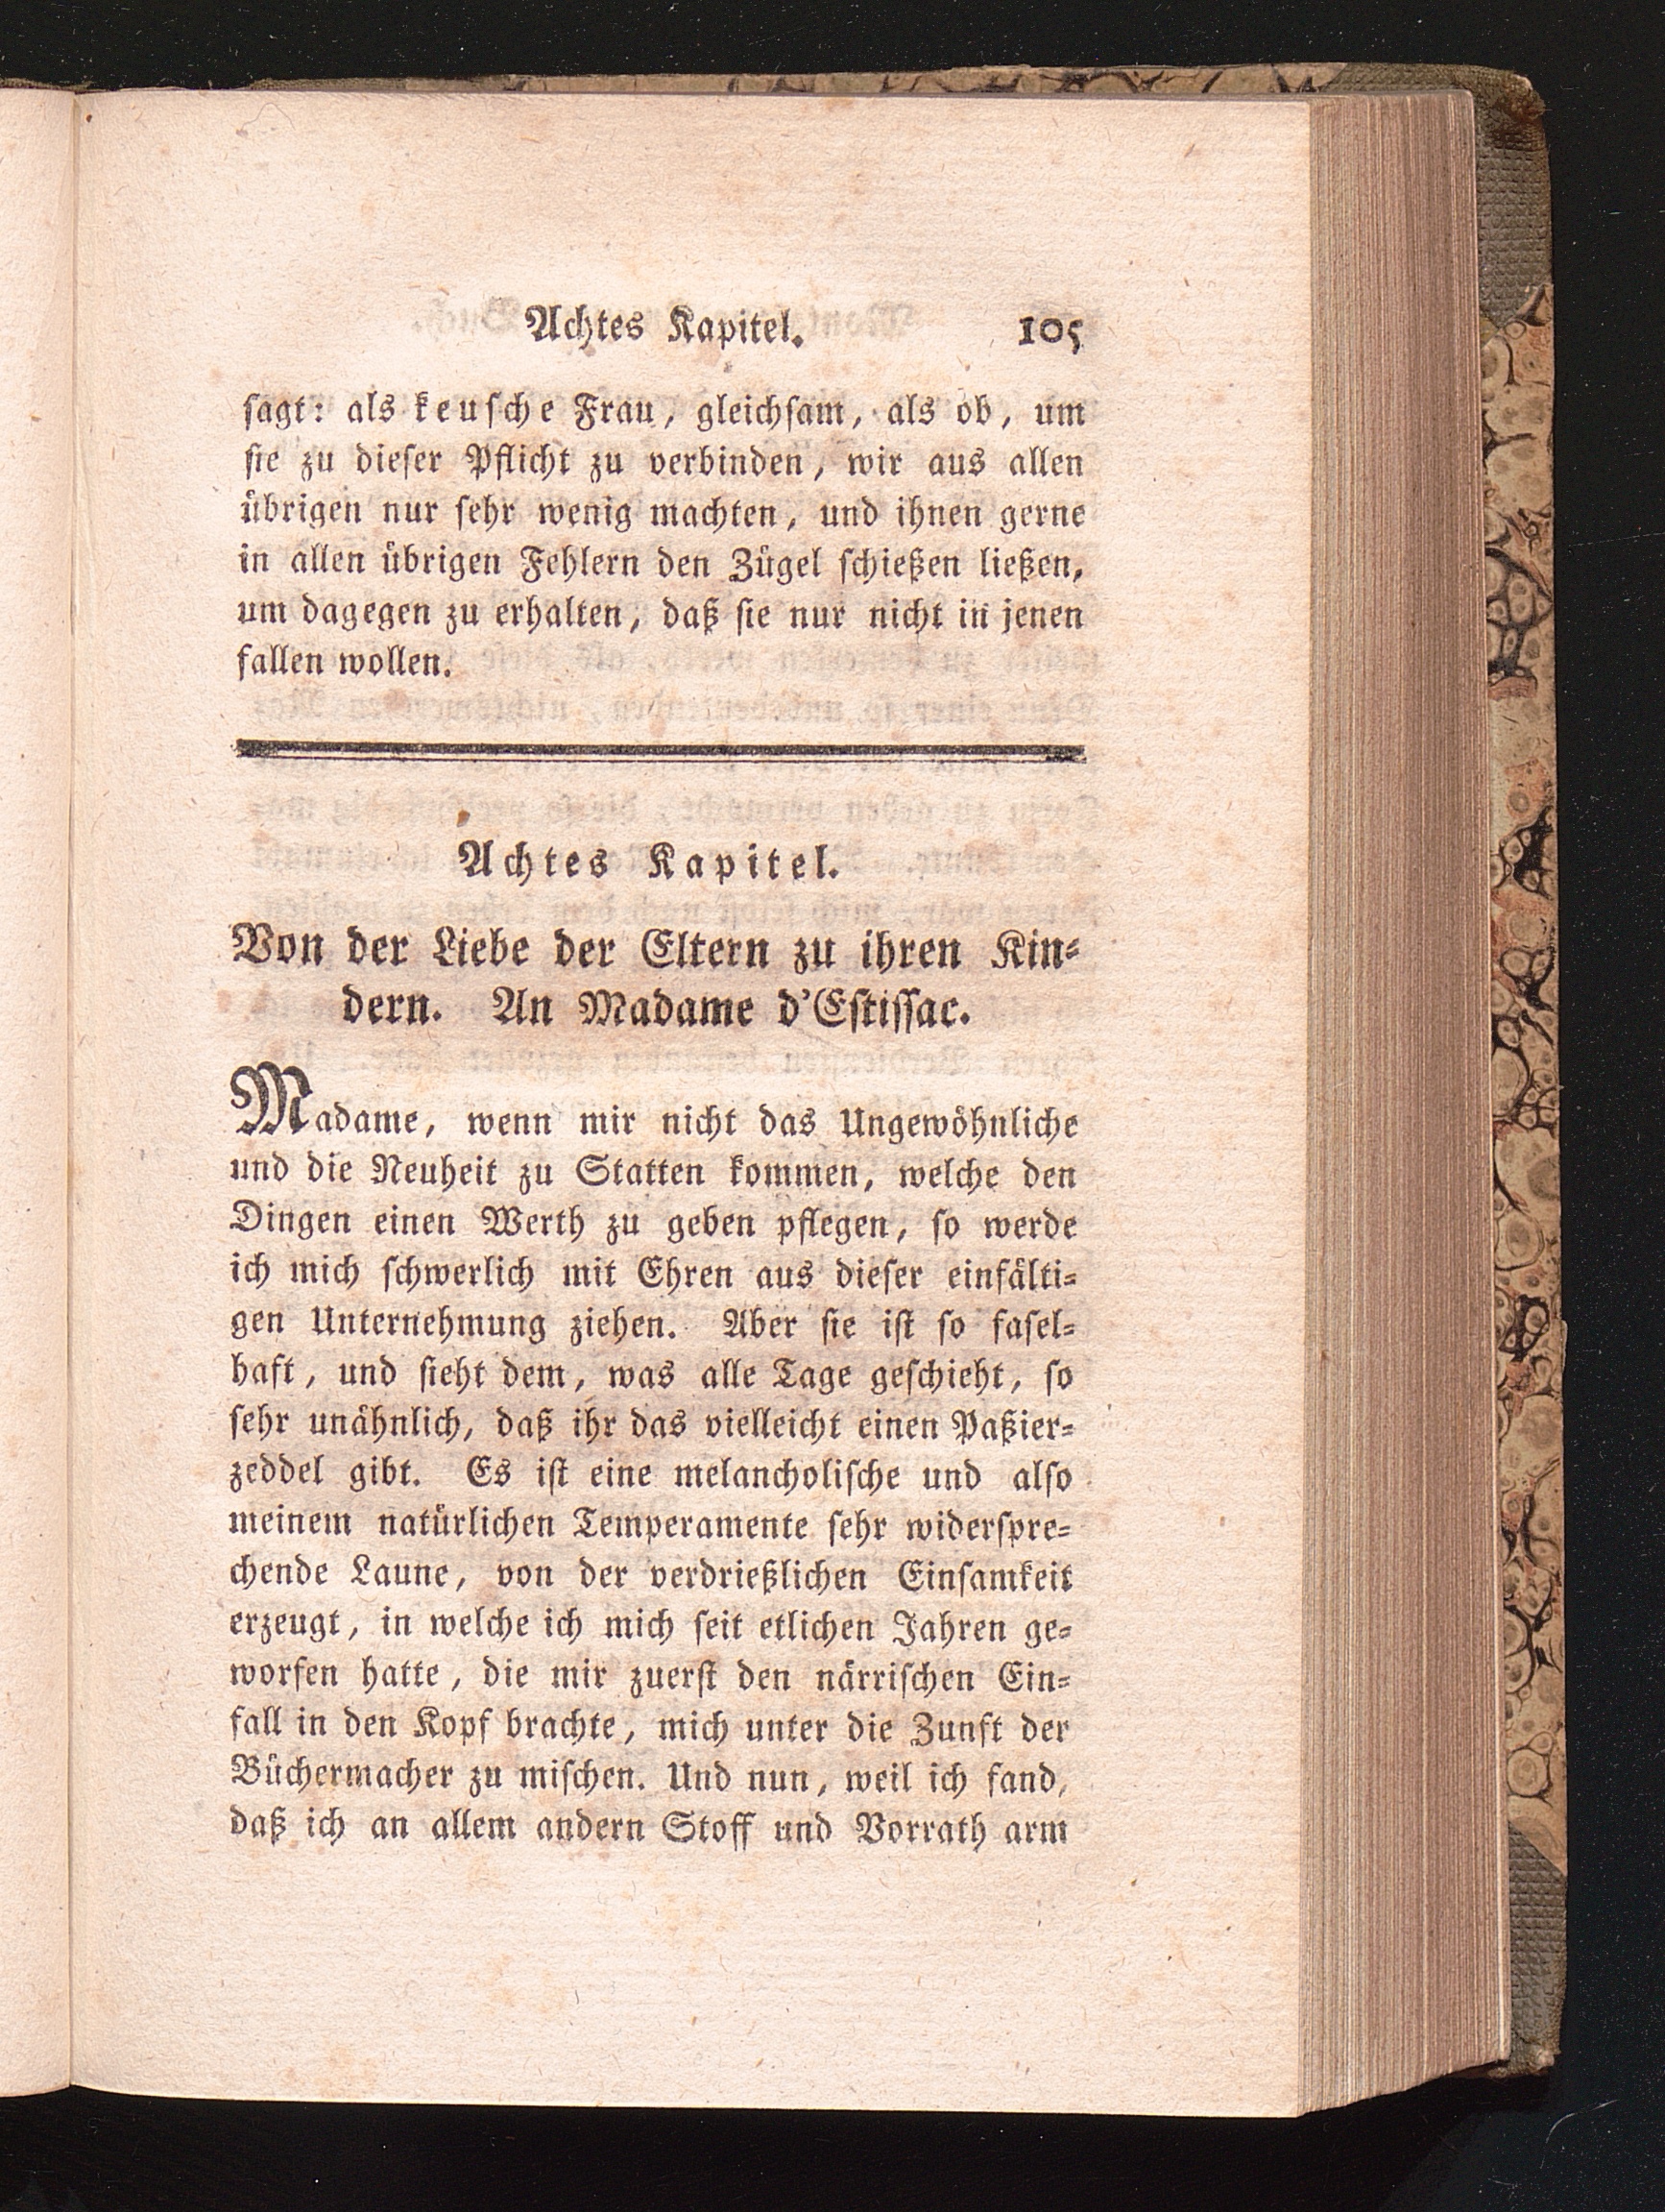 Achtes Kapitel. 105
ſagt: als keuſche Frau, gleichſam, als ob, um
ſie zu dieſer Pflicht zu verbinden, wir aus allen
übrigen nur ſehr wenig machten, und ihnen gerne
in allen übrigen Fehlern den Zügel ſchießen ließen,
um dagegen zu erhalten, daß ſie nur nicht in jenen
fallen wollen.
Achtes Kapitel.
Von der Liebe der Eltern zu ihren Kin⸗
dern. An Madame d'Eſtiſſac.
Madame, wenn mir nicht das Ungewöhnliche
und die Neuheit zu Statten kommen, welche den
Dingen einen Werth zu geben pflegen, ſo werde
ich mich ſchwerlich mit Ehren aus dieſer einfälti⸗
gen Unternehmung ziehen. Aber ſie iſt ſo faſel⸗
haft, und ſieht dem, was alle Tage geſchieht, ſo
ſehr unähnlich, daß ihr das vielleicht einen Paßier⸗
zeddel gibt. Es iſt eine melancholiſche und alſo
meinem natürlichen Temperamente ſehr widerſpre⸗
chende Laune, von der verdrießlichen Einſamkeit
erzeugt, in welche ich mich ſeit etlichen Jahren ge⸗
worfen hatte, die mir zuerſt den närriſchen Ein⸗
fall in den Kopf brachte, mich unter die Zunft der
Büchermacher zu miſchen. Und nun, weil ich fand,
daß ich an allem andern Stoff und Vorrath arm